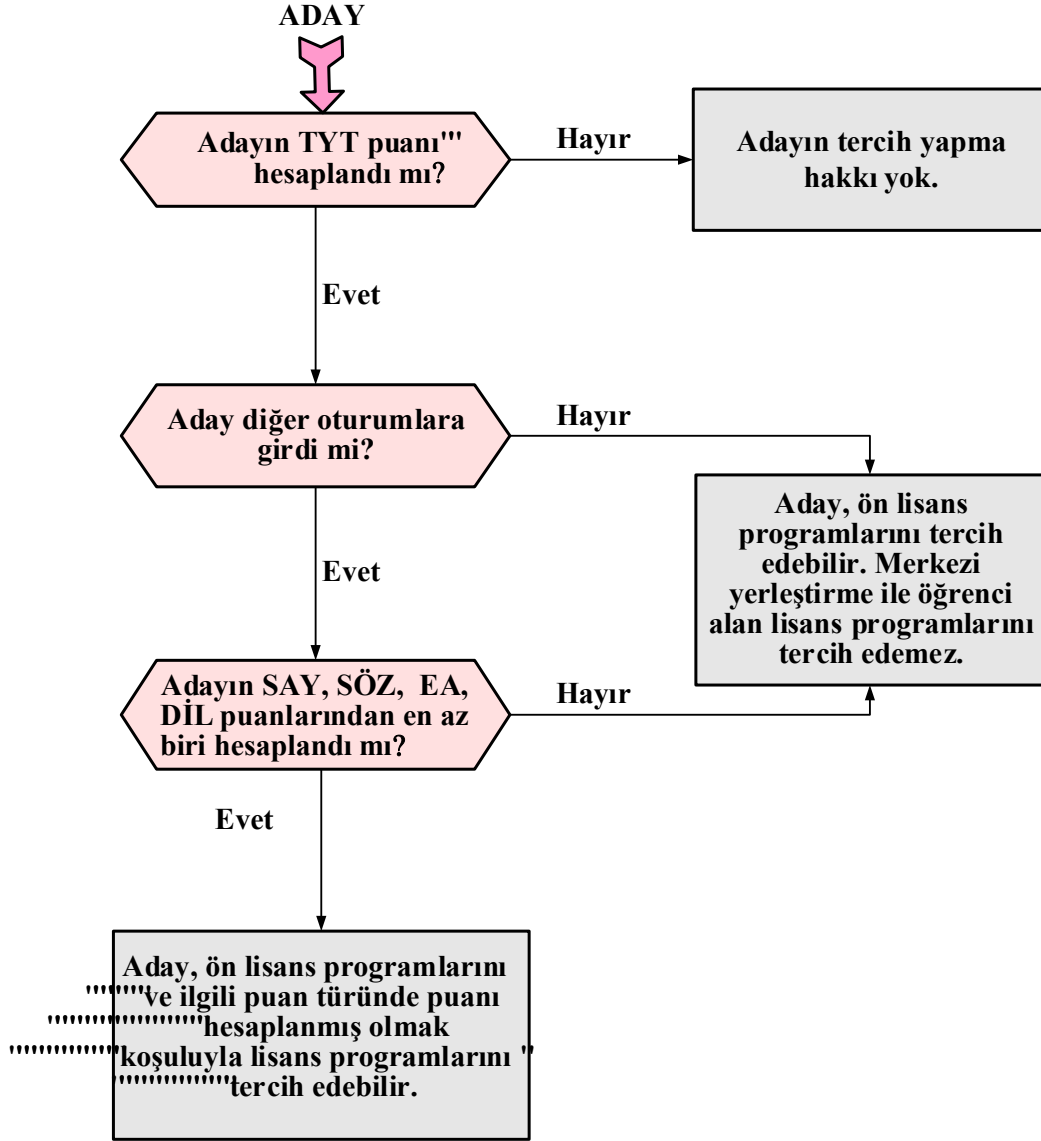 ADAY
Adayın TYT puanı'''
hesaplandı mı?
Hayır
Adayın tercih yapma
hakkı yok.
Evet
Aday diğer oturumlara
girdi mi?
Hayır
Aday, ön lisans
programlarını tercih
edebilir. Merkezi
yerleştirme ile öğrenci
alan lisans programlarını
tercih edemez.
Evet
Adayın SAY, SÖZ, EA,
DİL puanlarından en az
biri hesaplandı mı?
Hayır
Evet
Aday, ön lisans programlarını
''''''''ve ilgili puan türünde puanı
''''''''''''''''''hesaplanmış olmak
'''''''''''''koşuluyla lisans programlarını ''
''''''''''''''tercih edebilir.